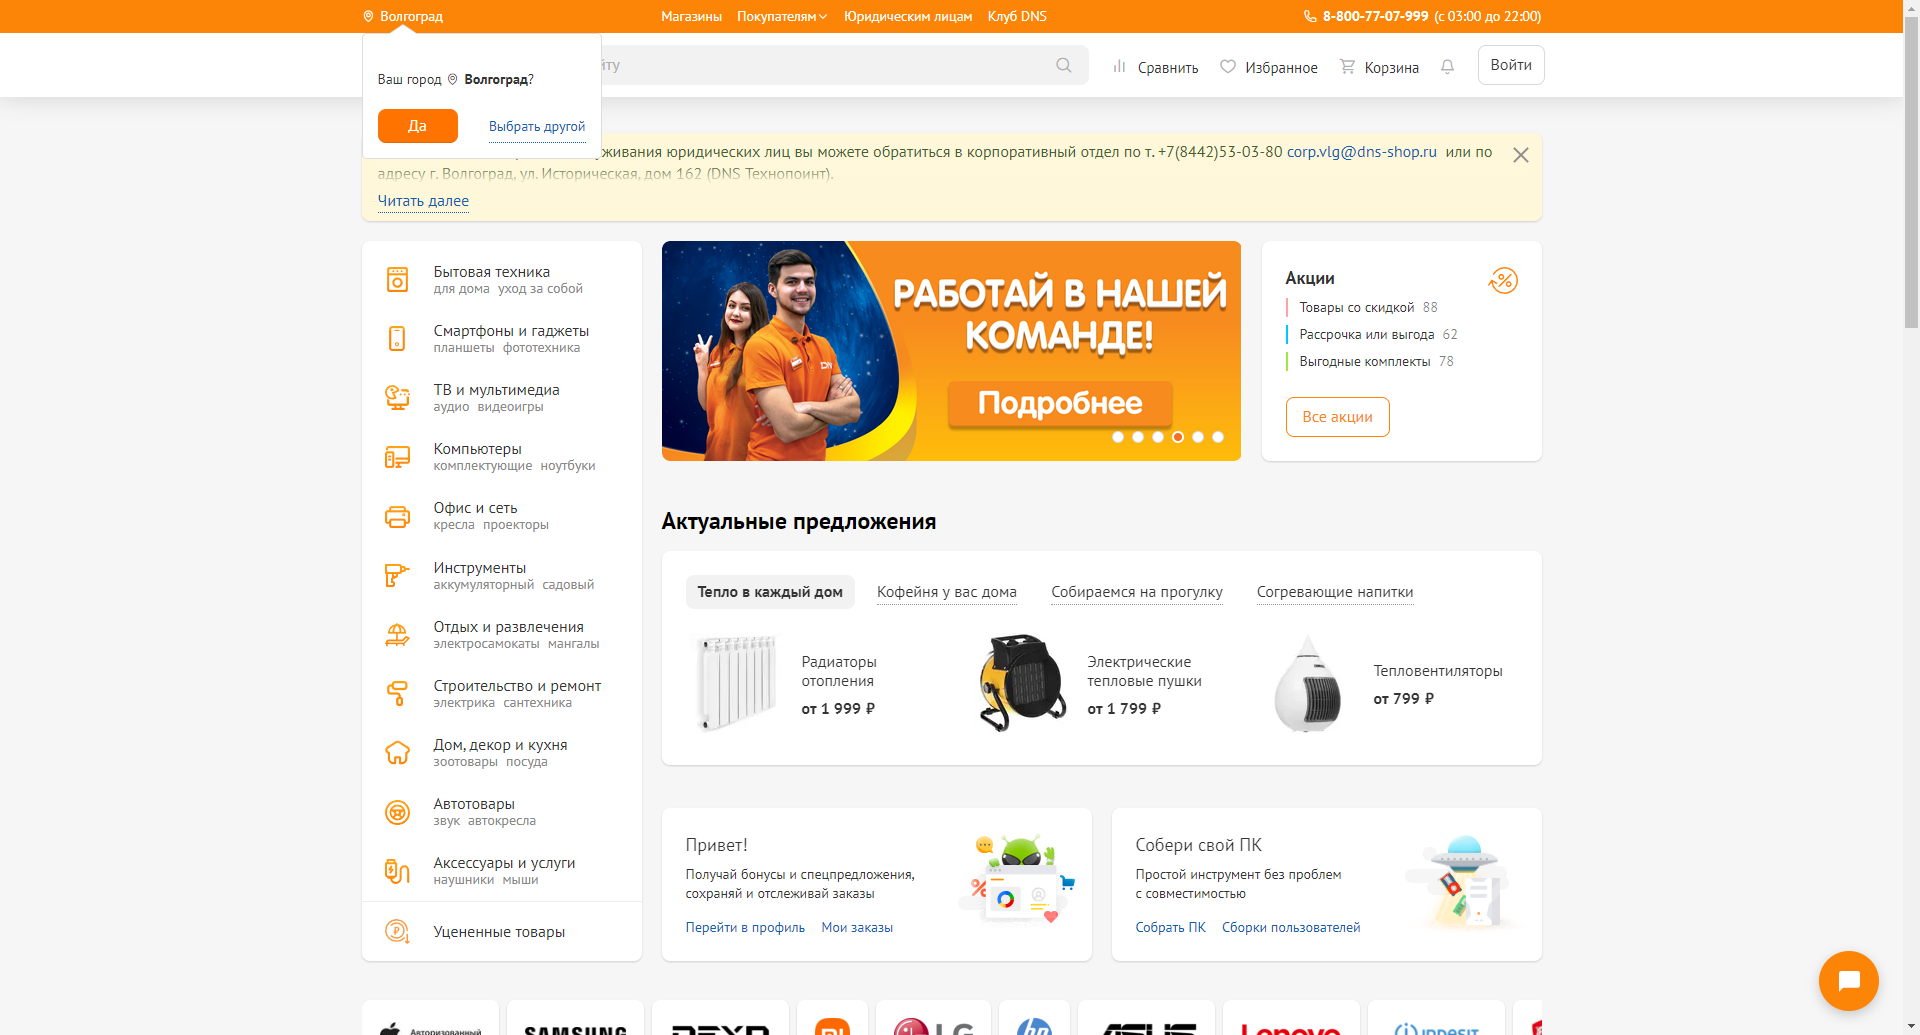 Волгоград
Магазины Покупателям Юридическим лицам Клуб DNS
8-800-77-07-999 (с 03:00 до 22:00)
Ваш город Волгоград?
Да
Выбрать другой
Сравнить
Избранное
Корзина
Войти
юридических лиц вы можете обратиться в корпоративный отдел по т. +7(8442)53-03-80 corp.vlg@dns-shop.ru или по
адресу г. Волгоград, ул. Историческая, дом 162 (DNS Технопоинт).
Читать далее
Бытовая техника
для дома уход за собой
Смартфоны и гаджеты
планшеты фототехника
ТВ и мультимедиа
аудио видеоигры
Компьютеры
комплектующие ноутбуки
Офис и сеть
кресла проекторы
Инструменты
аккумуляторный садовый
Отдых и развлечения
электросамокаты мангалы
Строительство и ремонт
электрика сантехника
Дом, декор и кухня
зоотовары посуда
Автотовары
звук автокресла
Аксессуары и услуги
наушники мыши
Уцененные товары
РАБОТАЙ В НАШЕЙ
КОМАНДЕ!
Подробнее
Акции
Товары со скидкой 88
Рассрочка или выгода 62
Выгодные комплекты 78
Все акции
Актуальные предложения
Тепло в каждый дом
Кофейня у вас дома
Собираемся на прогулку
Согревающие напитки
Радиаторы
отопления
от 1 999 ₽
Электрические
тепловые пушки
от 1 799 ₽
Тепловентиляторы
от 799 ₽
Привет!
Получай бонусы и спецпредложения,
сохраняй и отслеживай заказы
Перейти в профиль Мои заказы
Собери свой ПК
Простой инструмент без проблем
с совместимостью
Собрать ПК Сборки пользователей
Авторизованный
SAMSUNG
DEXP
LG
hp
ASUS
Lenovo
indesit